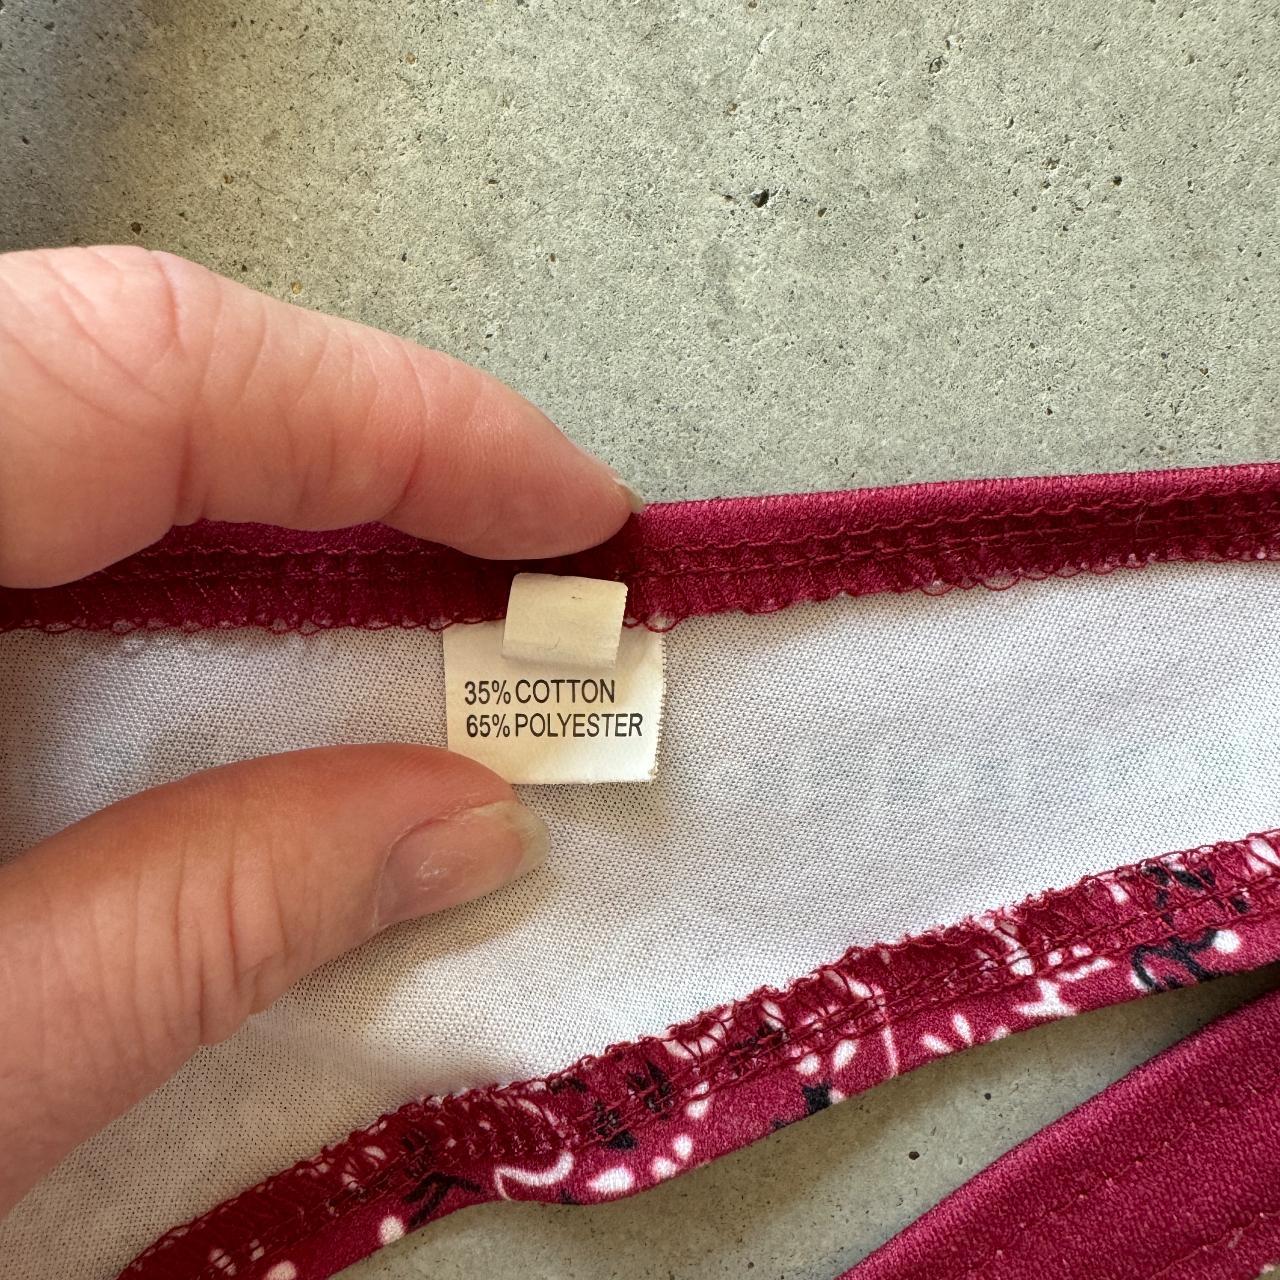 35% COTTON
65% POLYESTER